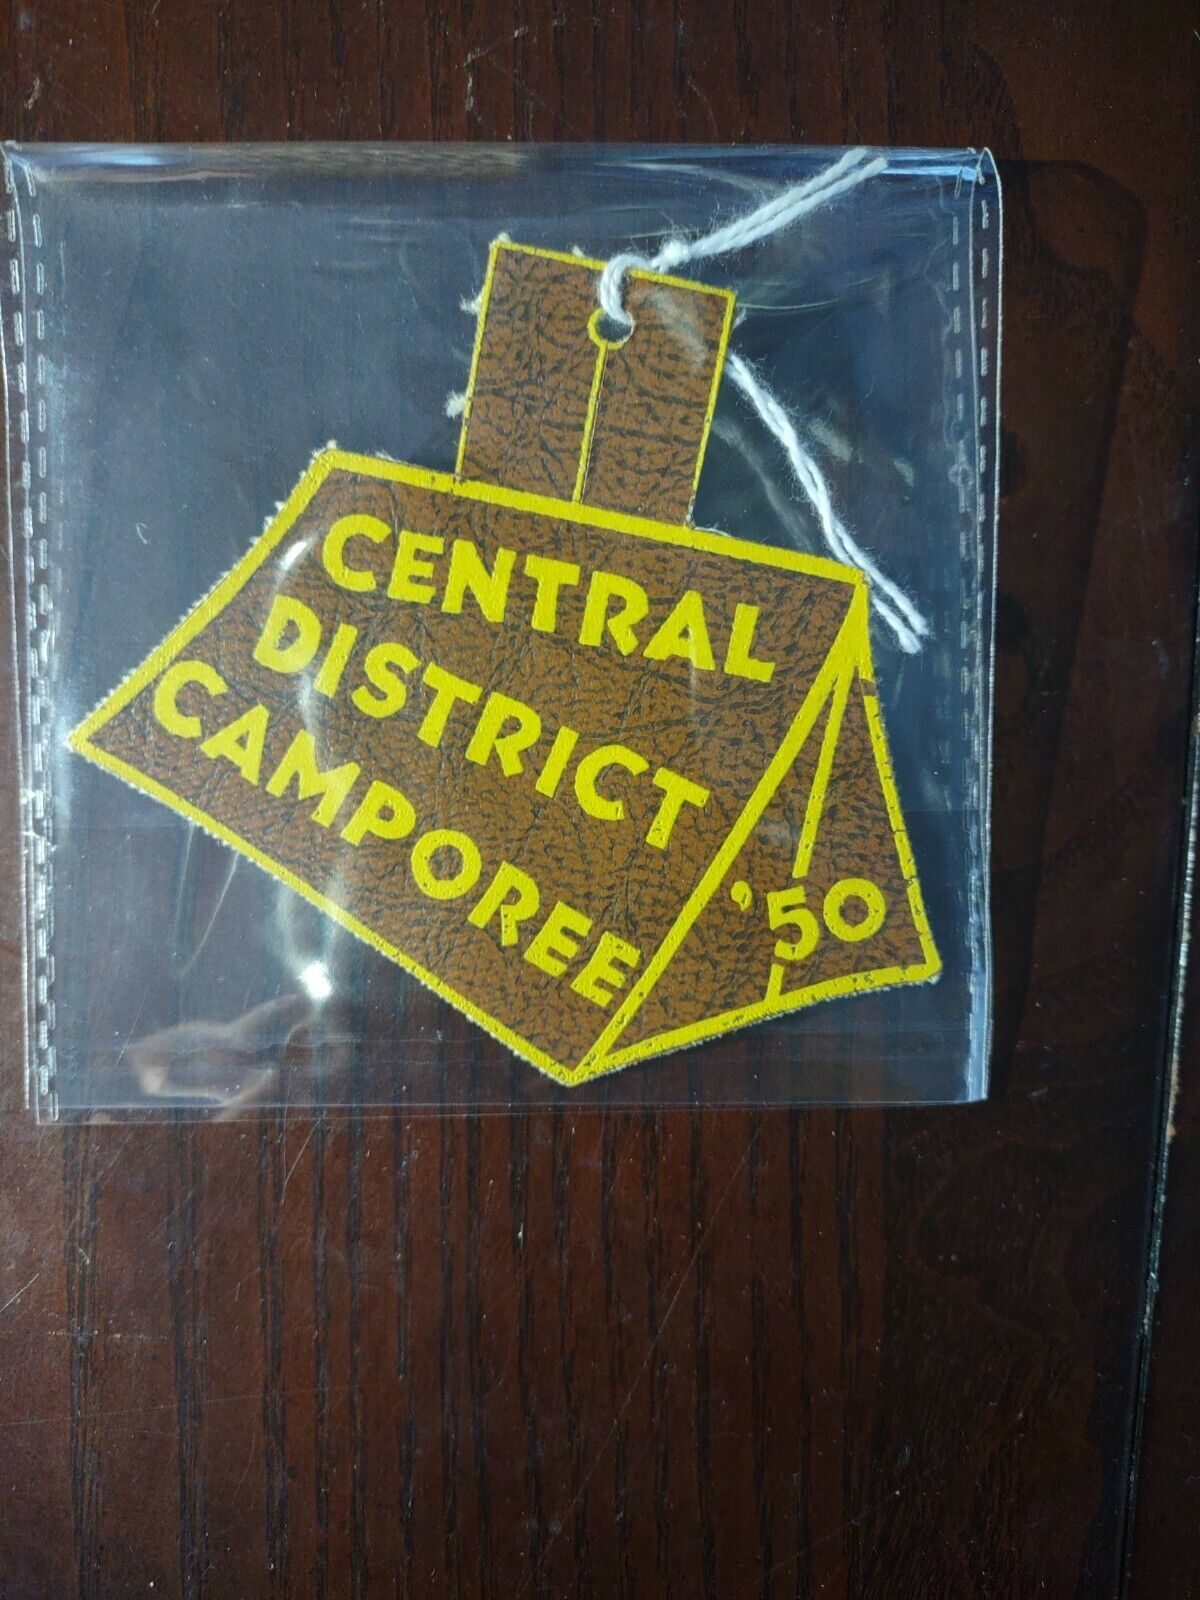 CENTRAL
DISTRICT
CAMPOREE
'50